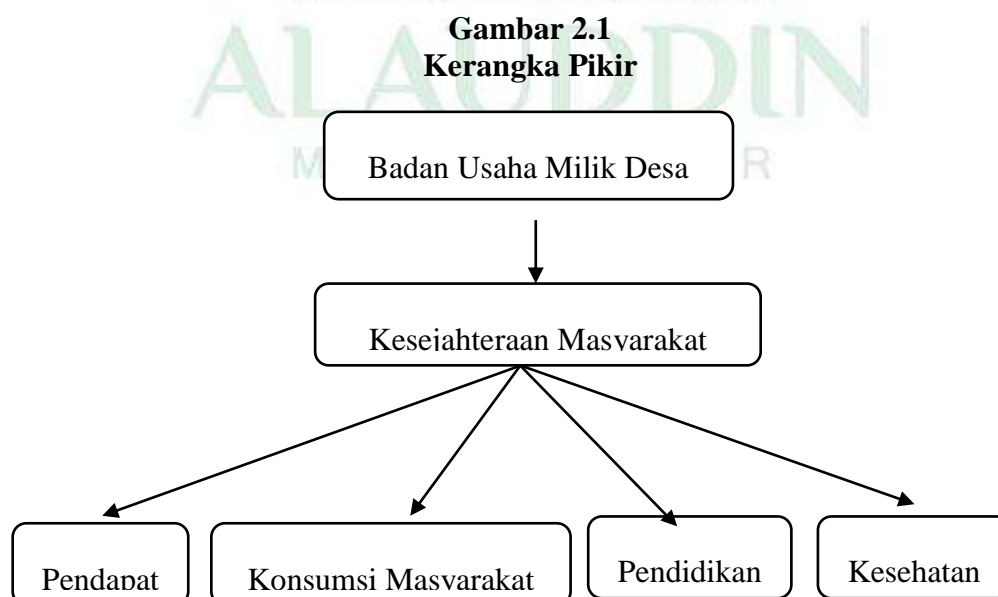 ALAUDDIN
Gambar 2.1
Kerangka Pikir
Badan Usaha Milik Desa
Kesejahteraan Masyarakat
Pendapat
Konsumsi Masyarakat
Pendidikan
Kesehatan